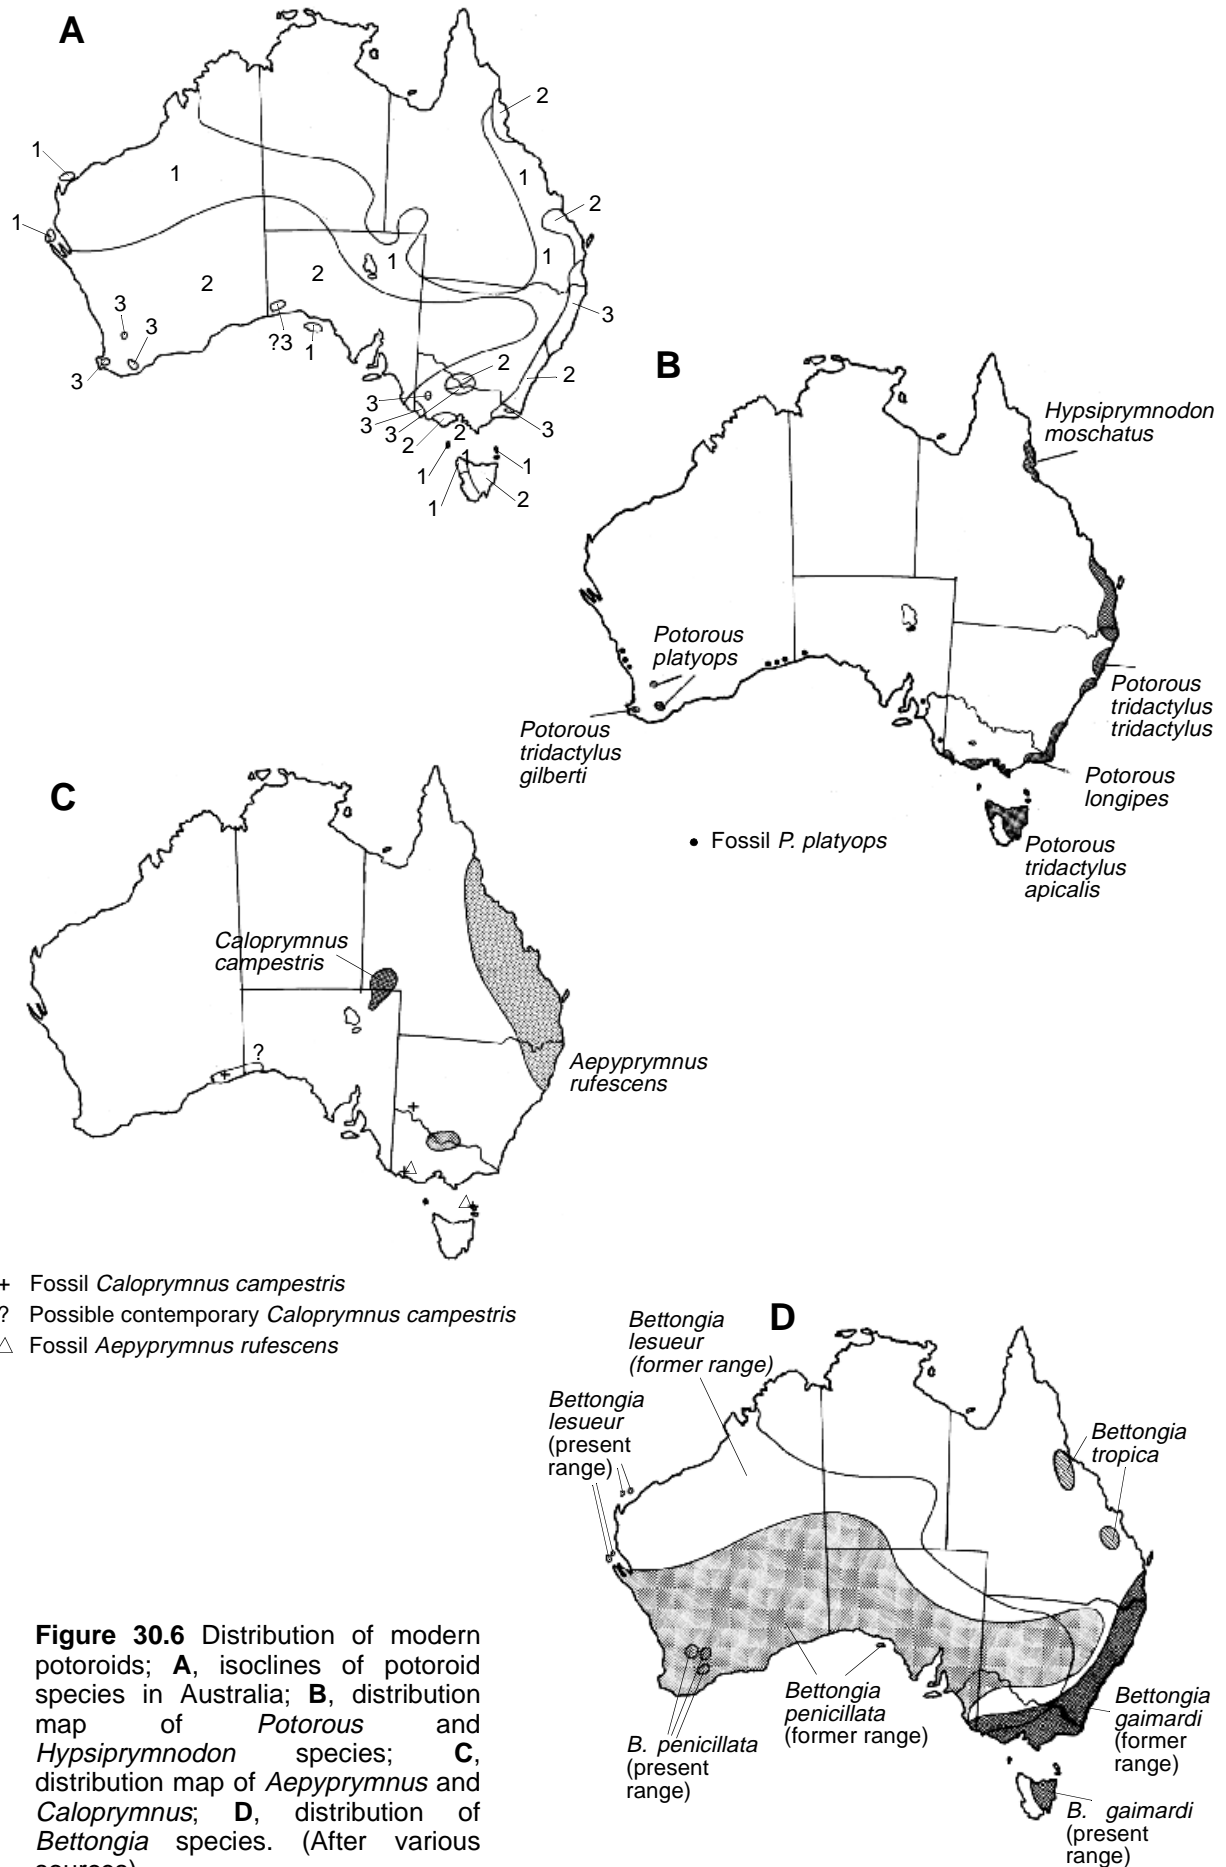 A
2
1
1
1
2
1
1
2
2
1
3
3
3
?3
1
3
2
2
3
3
3
2
2
3
1
1
1
1
2
B
Hypsiprymnodon
moschatus
Potorous
platyops
Potorous
tridactylus
gilberti
Potorous
tridactylus
tridactylus
Potorous
longipes
Potorous
tridactylus
apicalis
• Fossil P. platyops
C
Caloprymnus
campestris
?
+
+
+
Aepyprymnus
rufescens
+ Fossil Caloprymnus campestris
? Possible contemporary Caloprymnus campestris
△ Fossil Aepyprymnus rufescens
D
Bettongia
lesueur
(former range)
Bettongia
lesueur
(present
range)
Bettongia
tropica
Bettongia
penicillata
(former range)
B. penicillata
(present
range)
Bettongia
gaimardi
(former
range)
B. gaimardi
(present
range)
Figure 30.6 Distribution of modern
potoroids; A, isoclines of potoroid
species in Australia; B, distribution
map of Potorous and
Hypsiprymnodon species; C,
distribution map of Aepyprymnus and
Caloprymnus; D, distribution of
Bettongia species. (After various
sources)